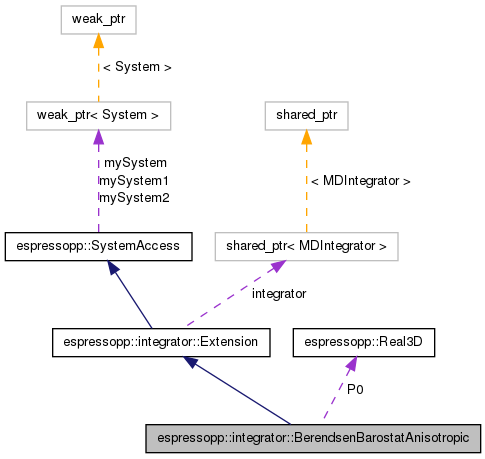 weak_ptr
< System >
weak_ptr< System >
shared_ptr
mySystem
mySystem1
mySystem2
< MDIntegrator >
espressopp::SystemAccess
shared_ptr< MDIntegrator >
integrator
espressopp::integrator::Extension
espressopp::Real3D
P0
espressopp::integrator::BerendsenBarostatAnisotropic